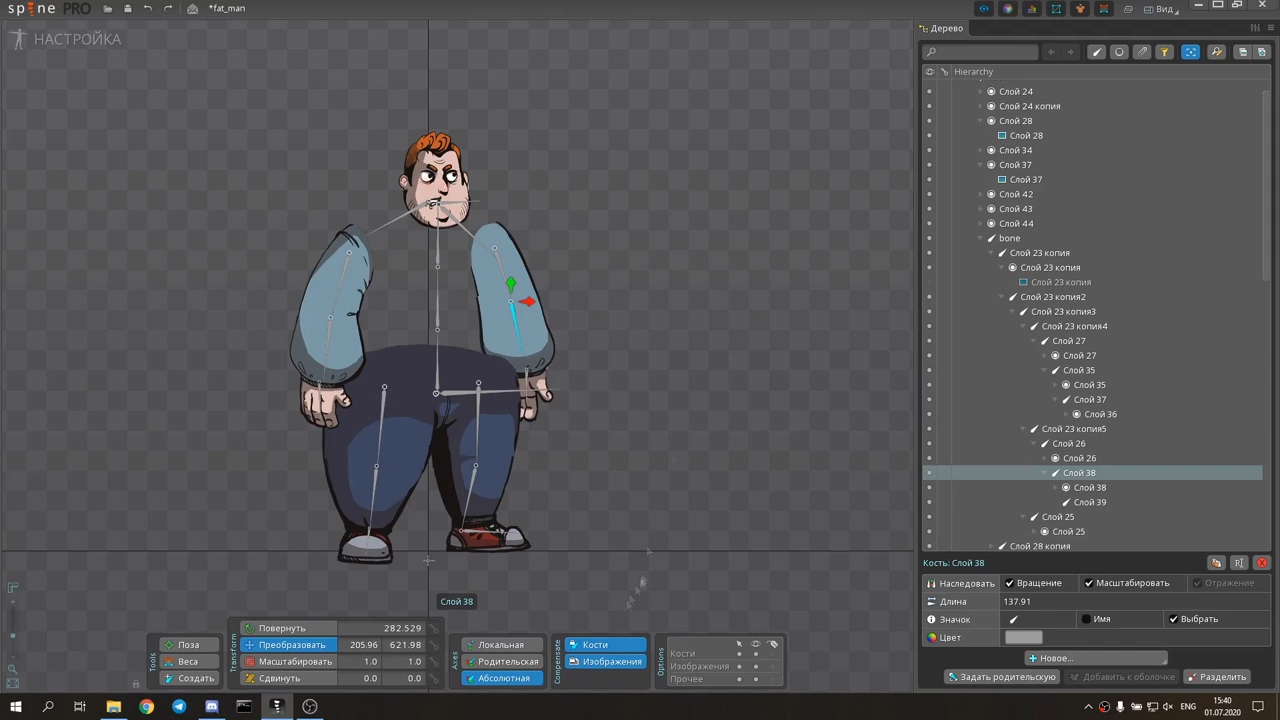 spine PRO
*fat_man
Вид
НАСТРОЙКА
Дерево
Hierarchy
Слой 24
Слой 24 копия
Слой 28
Слой 28
Слой 34
Слой 37
Слой 37
Слой 42
Слой 43
Слой 44
bone
Слой 23 копия
Слой 23 копия
Слой 23 копия
Слой 23 копия2
Слой 23 копия3
Слой 23 копия4
Слой 27
Слой 27
Слой 35
Слой 35
Слой 37
Слой 36
Слой 23 копия5
Слой 26
Слой 26
Слой 38
Слой 38
Слой 39
Слой 25
Слой 25
Слой 28 копия
Кость: Слой 38
Наследовать Вращение Масштабировать Отражение
Длина 137.91
Значок Имя Выбрать
Цвет
Новое...
Задать родительскую Добавить к оболочке Разделить
Слой 38
Tools
Поза
Веса
Создать
Transform
Повернуть 282.529
Преобразовать 205.96 621.98
Масштабировать 1.0 1.0
Сдвинуть 0.0 0.0
Axes
Локальная
Родительская
Абсолютная
Compensate
Кости
Изображения
Options
Кости
Изображения
Прочее
ENG
15:40
01.07.2020